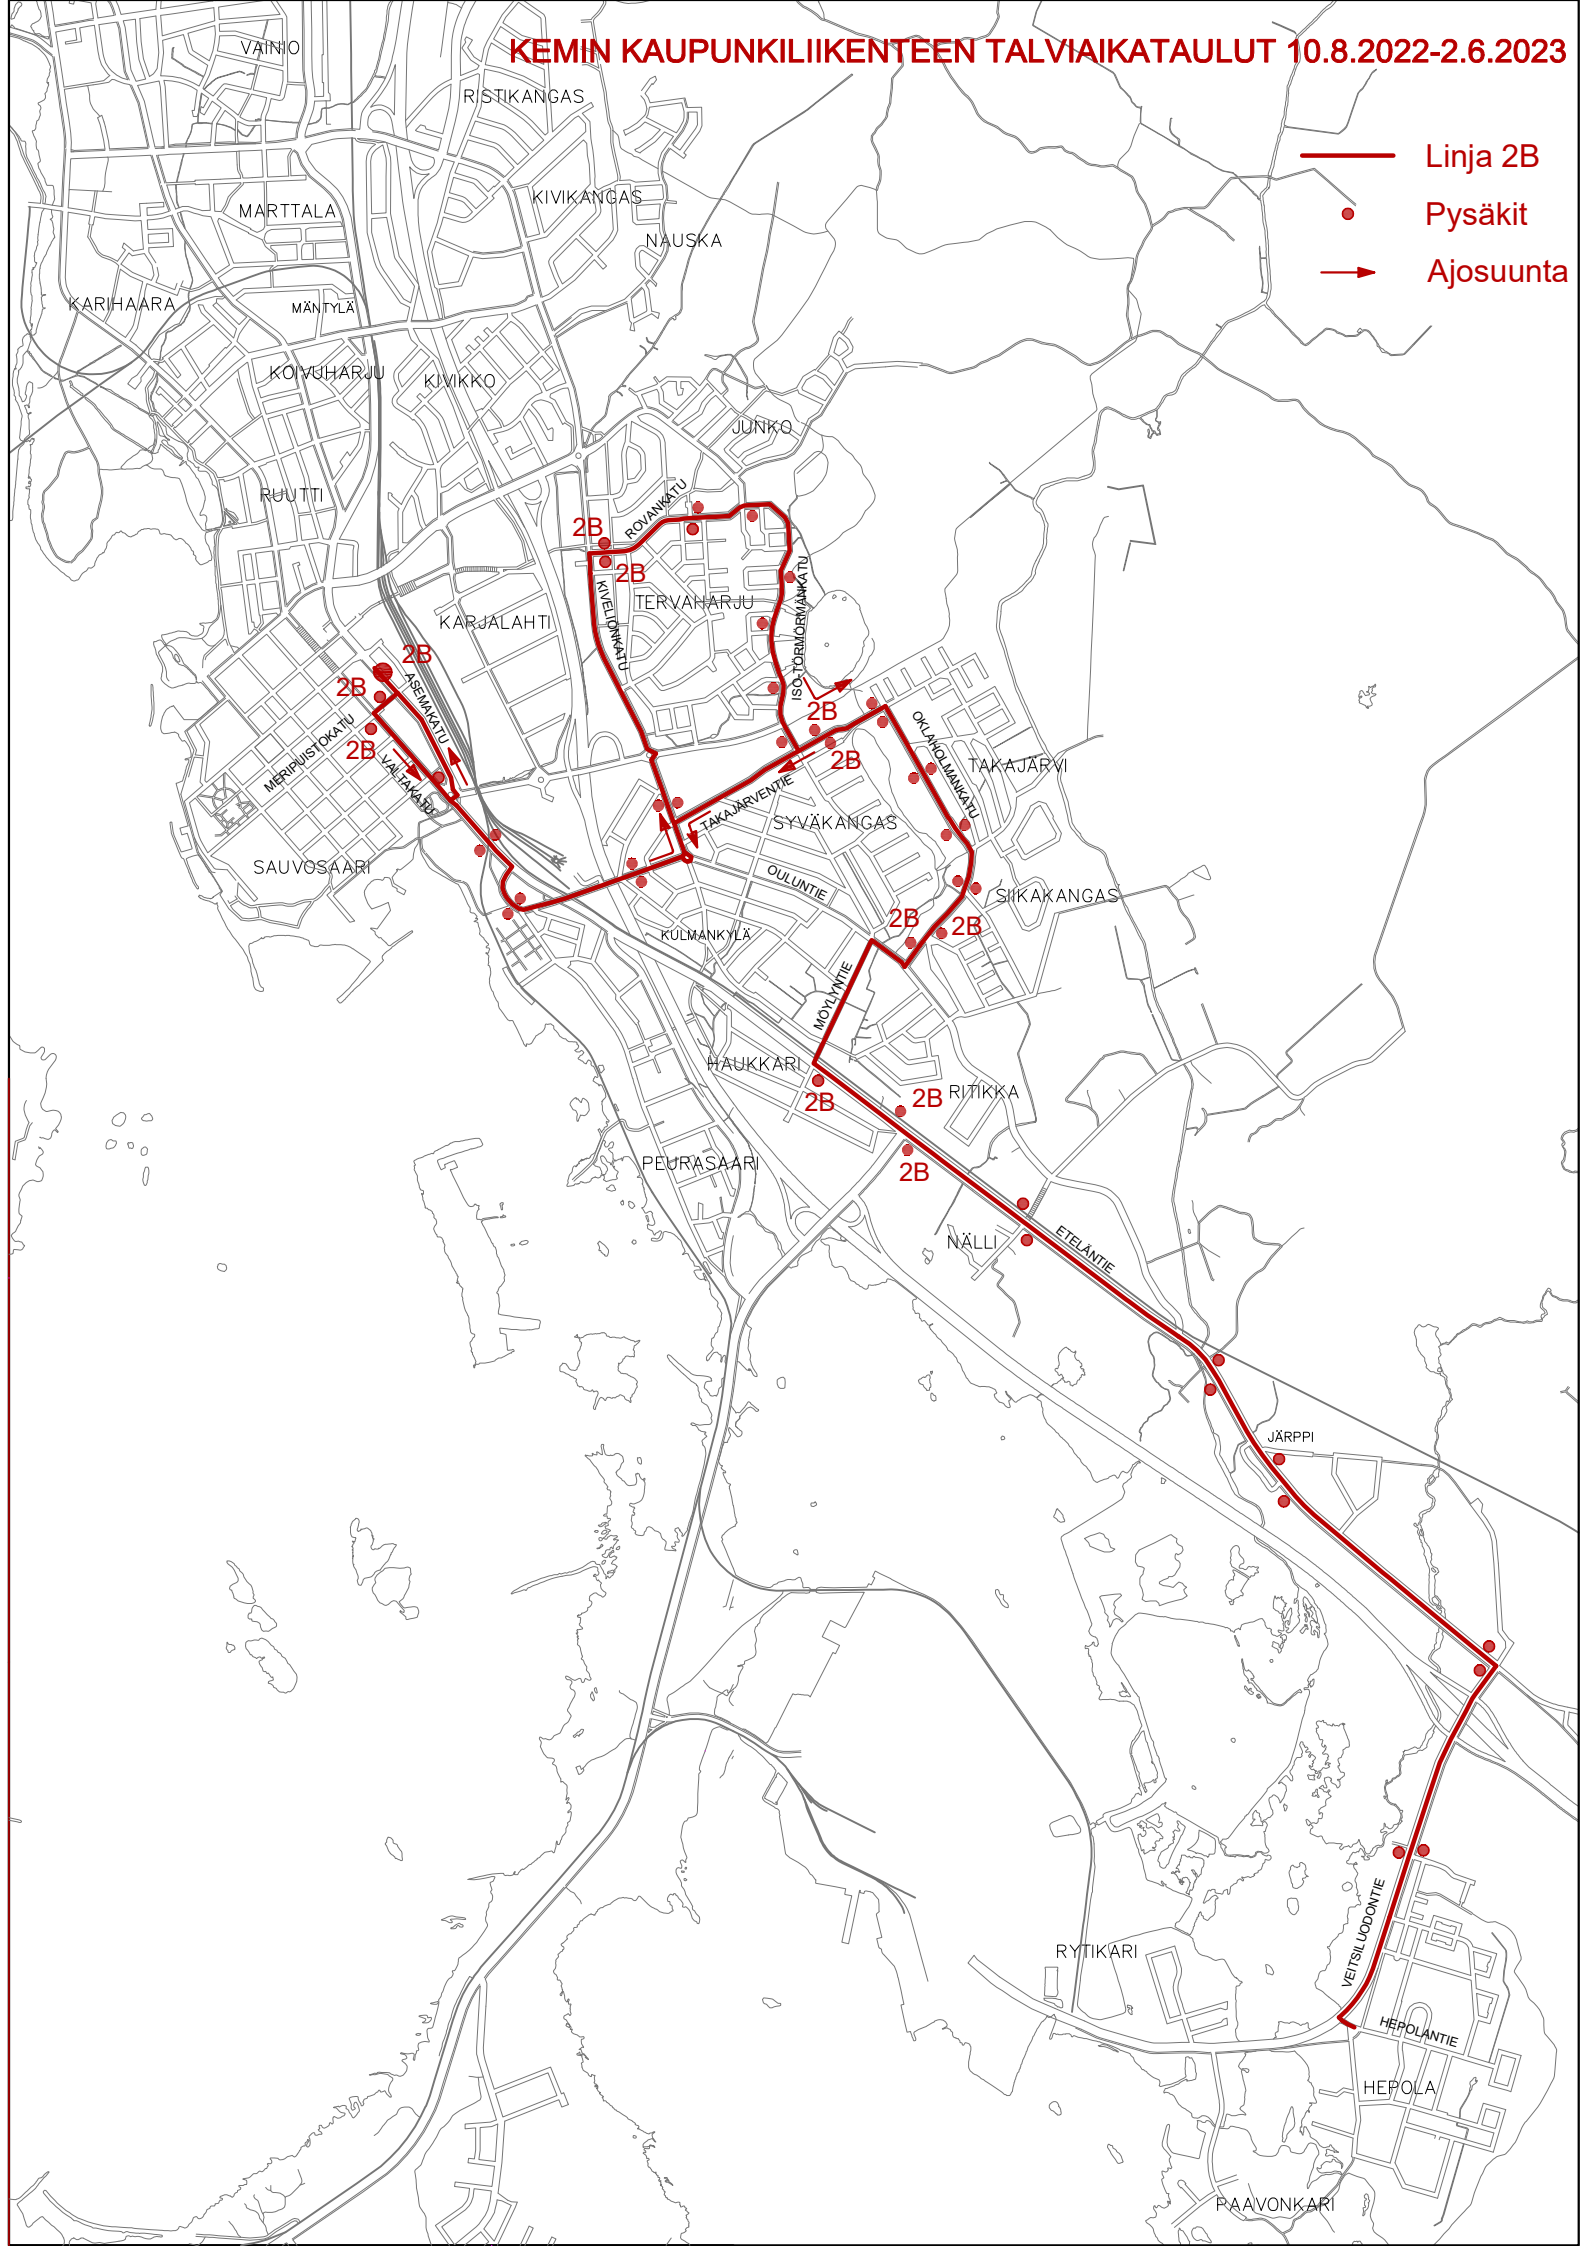 KEMIN KAUPUNKILIIKENTEEN TALVIAIKATAULUT 10.8.2022-2.6.2023
VAINIO
RISTIKANGAS
Linja 2B
KIVIKANGAS
MARTTALA
Pysäkit
NAUSKA
Ajosuunta
KARIHAARA
MÄNTYLÄ
KOIVUHARJU
KIVIKKO
JUNKO
RUUTTI
ROVANKATU
2B
2B
KIVELIÖNKATU
TERVAHARJU
ISO-TÖRMÖRMÄNKATU
KARJALAHTI
2B
2B
ASEMAKATU
2B
MERIPUISTOKATU
2B
VALTAKATU
2B
OKLAHOLMANKATU
TAKAJÄRVI
TAKAJÄRVENTIE
SYVÄKANGAS
SAUVOSAARI
OULUNTIE
SIIKAKANGAS
2B
2B
KULMANKYLÄ
MÖYLYNTIE
HAUKKARI
RITIKKA
2B
2B
PEURASAARI
2B
NÄLLI
ETELÄNTIE
JÄRPPI
VEITSILUODONTIE
RYTIKARI
HEPOLANTIE
HEPOLA
PAAVONKARI